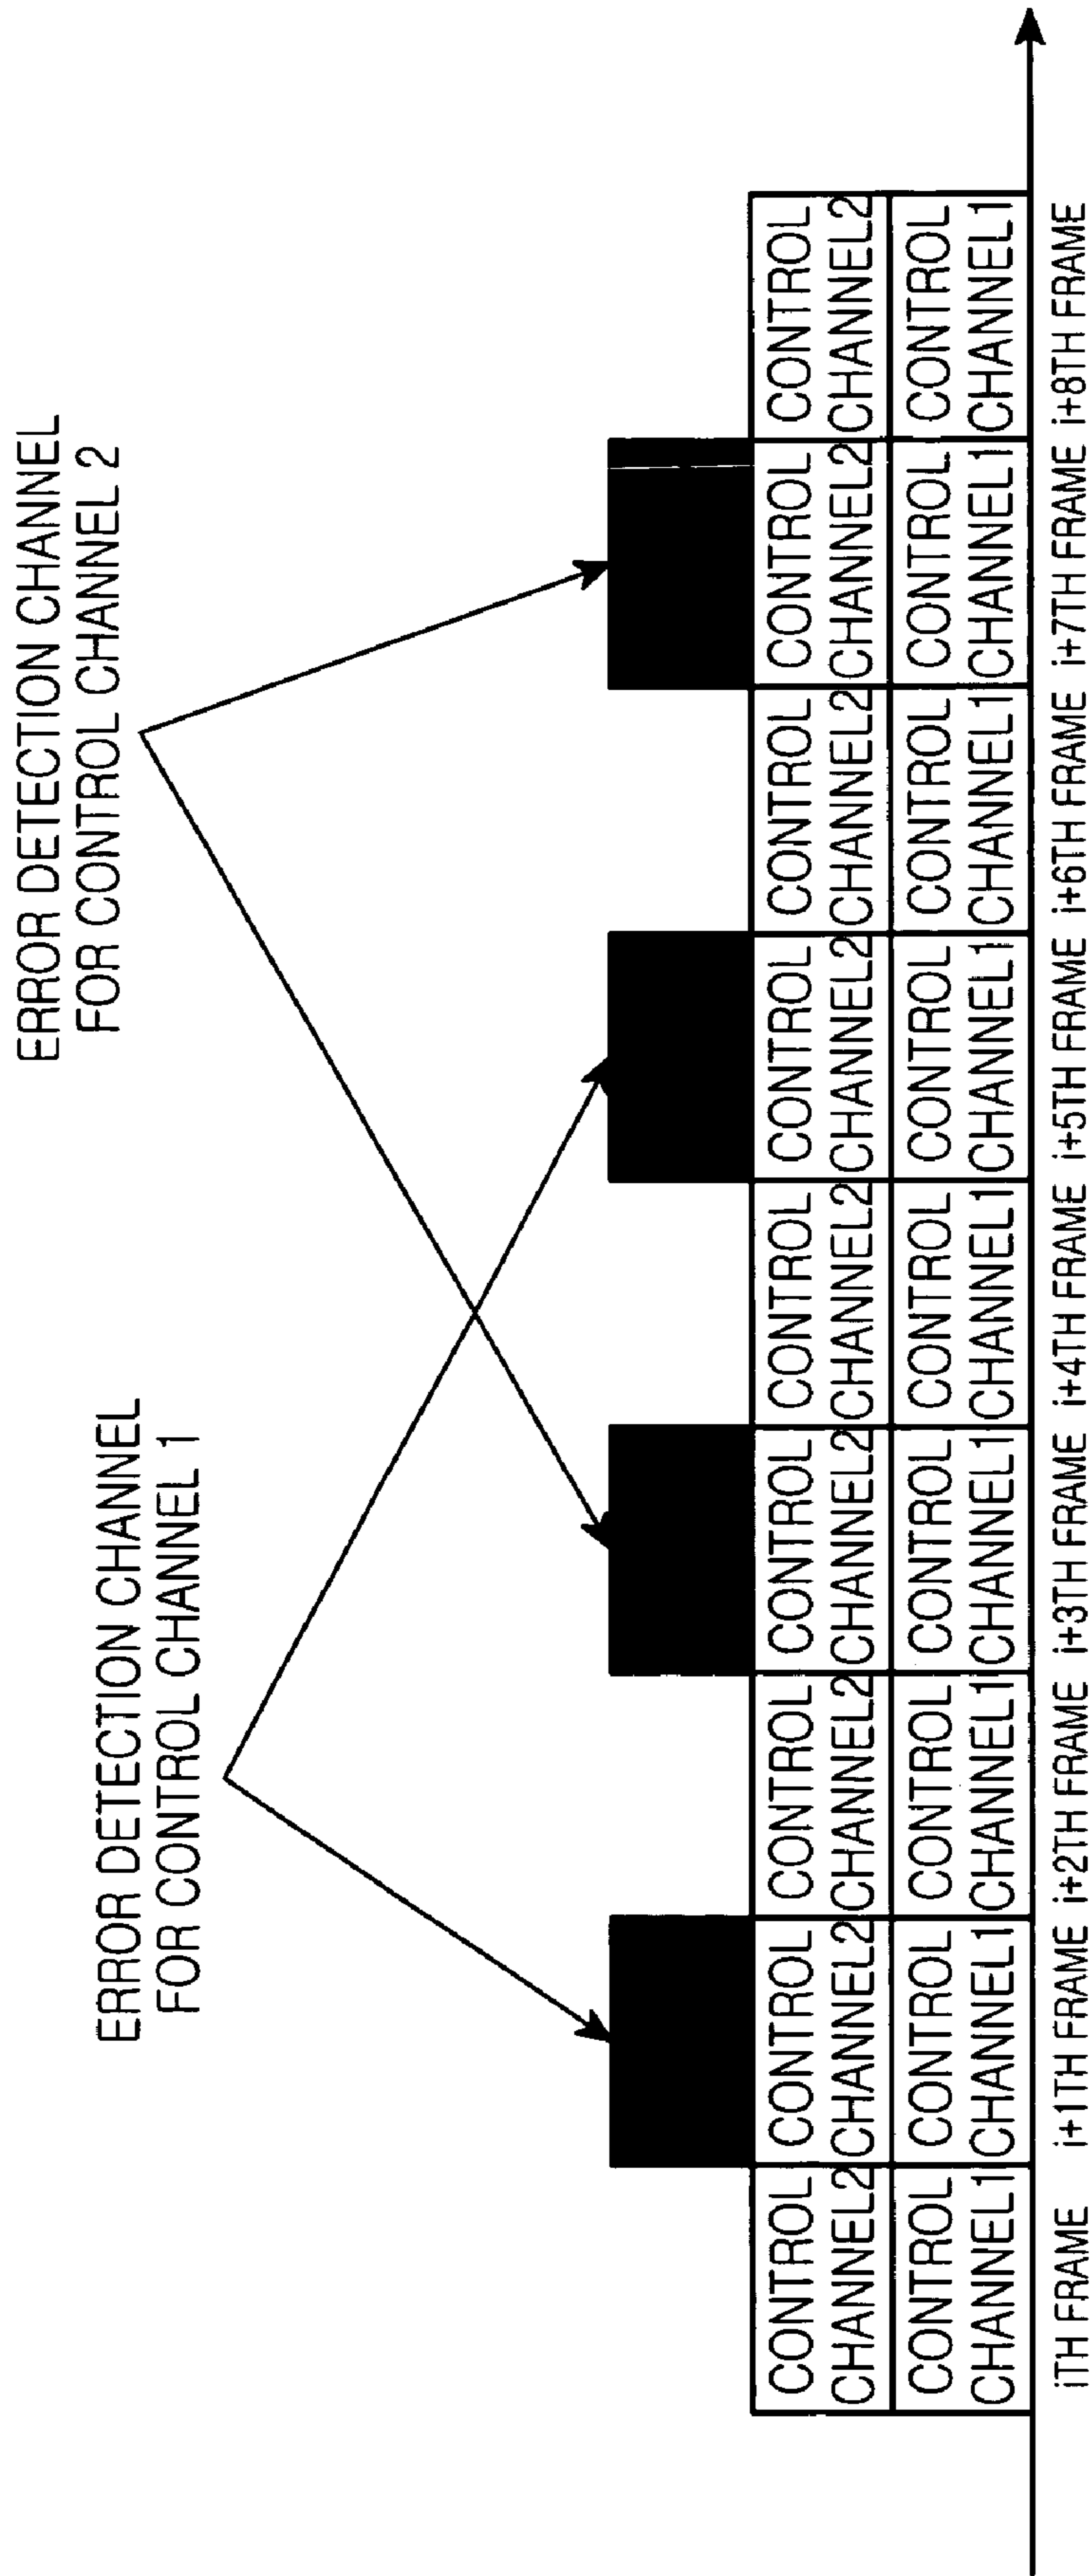 ERROR DETECTION CHANNEL
FOR CONTROL CHANNEL 2
ERROR DETECTION CHANNEL
FOR CONTROL CHANNEL 1
CONTROL CONTROL CONTROL CONTROL CONTROL CONTROL CONTROL CONTROL CONTROL
CHANNEL2 CHANNEL2 CHANNEL2 CHANNEL2 CHANNEL2 CHANNEL2 CHANNEL2 CHANNEL2 CHANNEL2
CONTROL CONTROL CONTROL CONTROL CONTROL CONTROL CONTROL CONTROL CONTROL
CHANNEL1 CHANNEL1 CHANNEL1 CHANNEL1 CHANNEL1 CHANNEL1 CHANNEL1 CHANNEL1 CHANNEL1
iTH FRAME i+1TH FRAME i+2TH FRAME i+3TH FRAME i+4TH FRAME i+5TH FRAME i+6TH FRAME i+7TH FRAME i+8TH FRAME